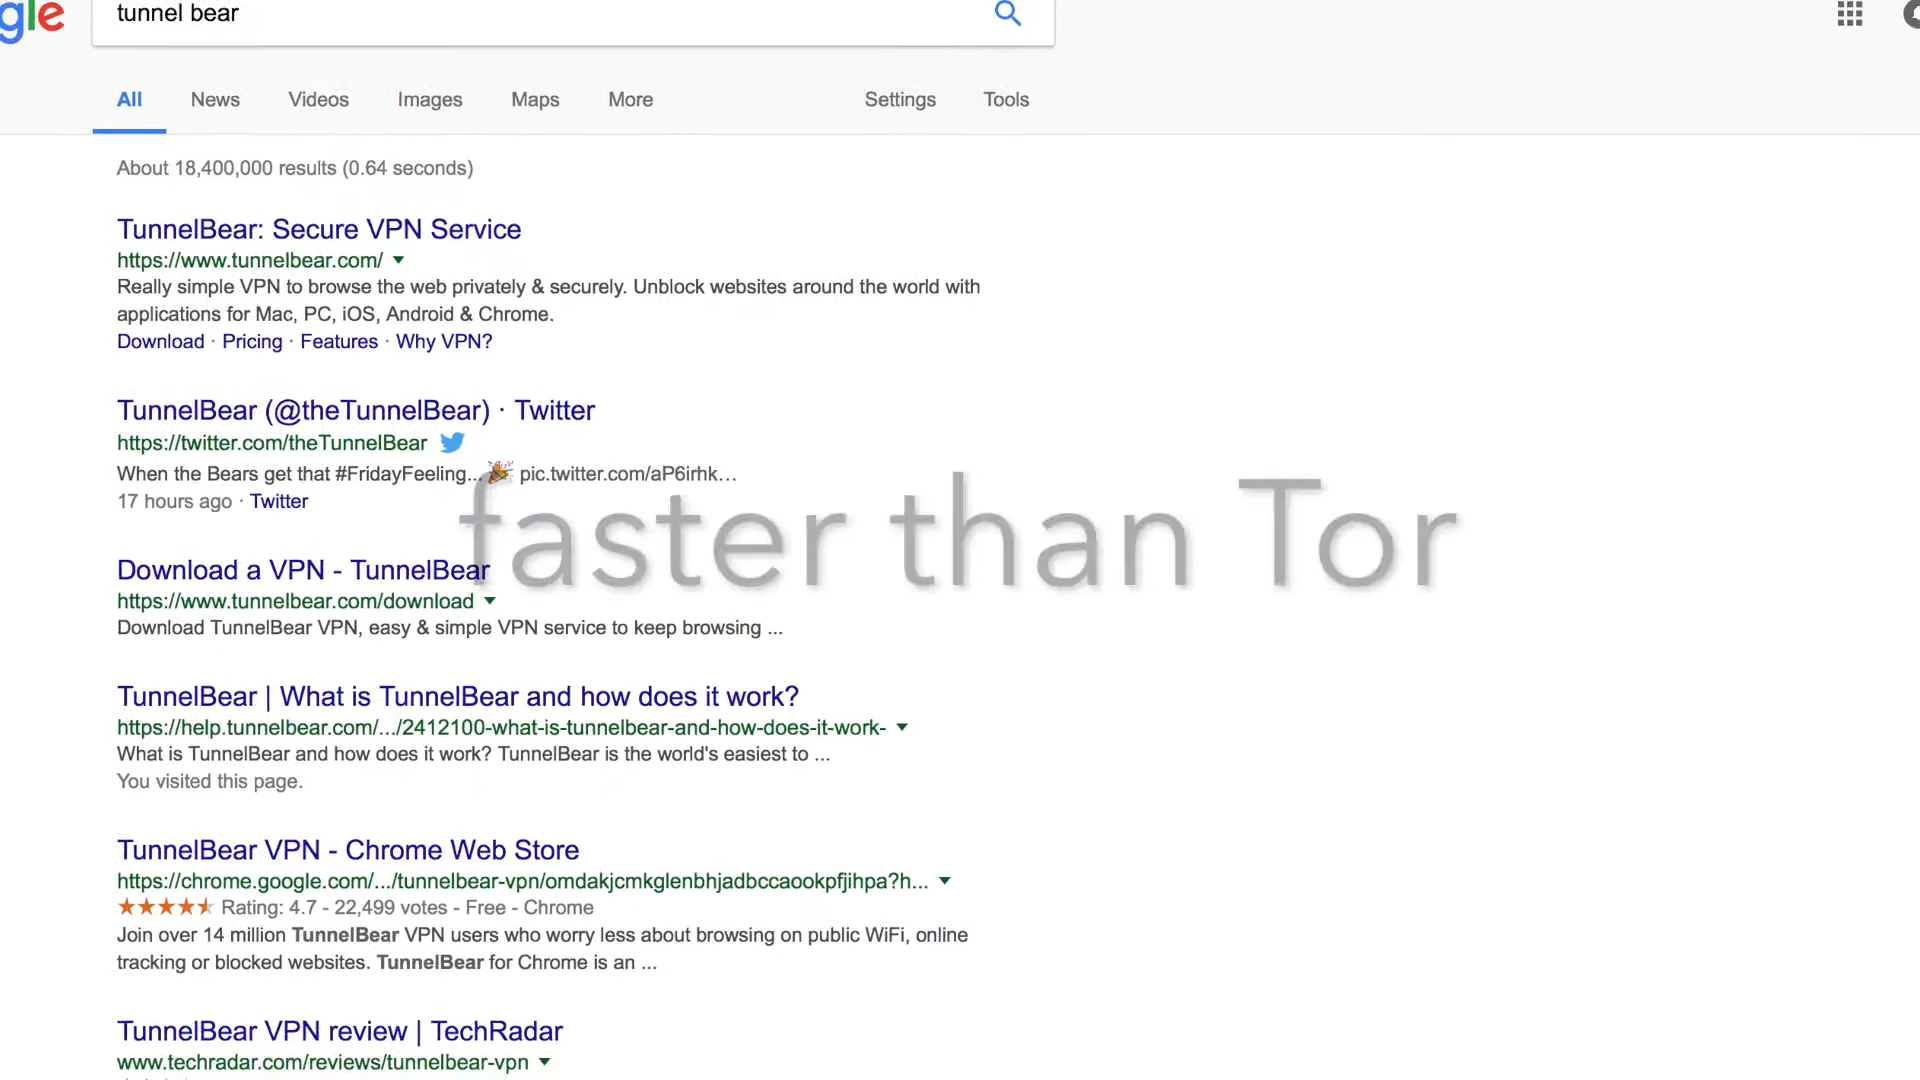 gle
tunnel bear
All News Videos Images Maps More Settings Tools
About 18,400,000 results (0.64 seconds)
TunnelBear: Secure VPN Service
https://www.tunnelbear.com/
Really simple VPN to browse the web privately & securely. Unblock websites around the world with
applications for Mac, PC, iOS, Android & Chrome.
Download · Pricing · Features · Why VPN?
TunnelBear (@theTunnelBear) · Twitter
https://twitter.com/theTunnelBear
When the Bears get that #FridayFeeling... 🎉 pic.twitter.com/aP6irhk…
17 hours ago · Twitter
faster than Tor
Download a VPN - TunnelBear
https://www.tunnelbear.com/download
Download TunnelBear VPN, easy & simple VPN service to keep browsing ...
TunnelBear | What is TunnelBear and how does it work?
https://help.tunnelbear.com/.../2412100-what-is-tunnelbear-and-how-does-it-work-
What is TunnelBear and how does it work? TunnelBear is the world's easiest to ...
You visited this page.
TunnelBear VPN - Chrome Web Store
https://chrome.google.com/.../tunnelbear-vpn/omdakjcmkglenbhjadbccaookpfjihpa?h...
Rating: 4.7 - 22,499 votes - Free - Chrome
Join over 14 million TunnelBear VPN users who worry less about browsing on public WiFi, online
tracking or blocked websites. TunnelBear for Chrome is an ...
TunnelBear VPN review | TechRadar
www.techradar.com/reviews/tunnelbear-vpn